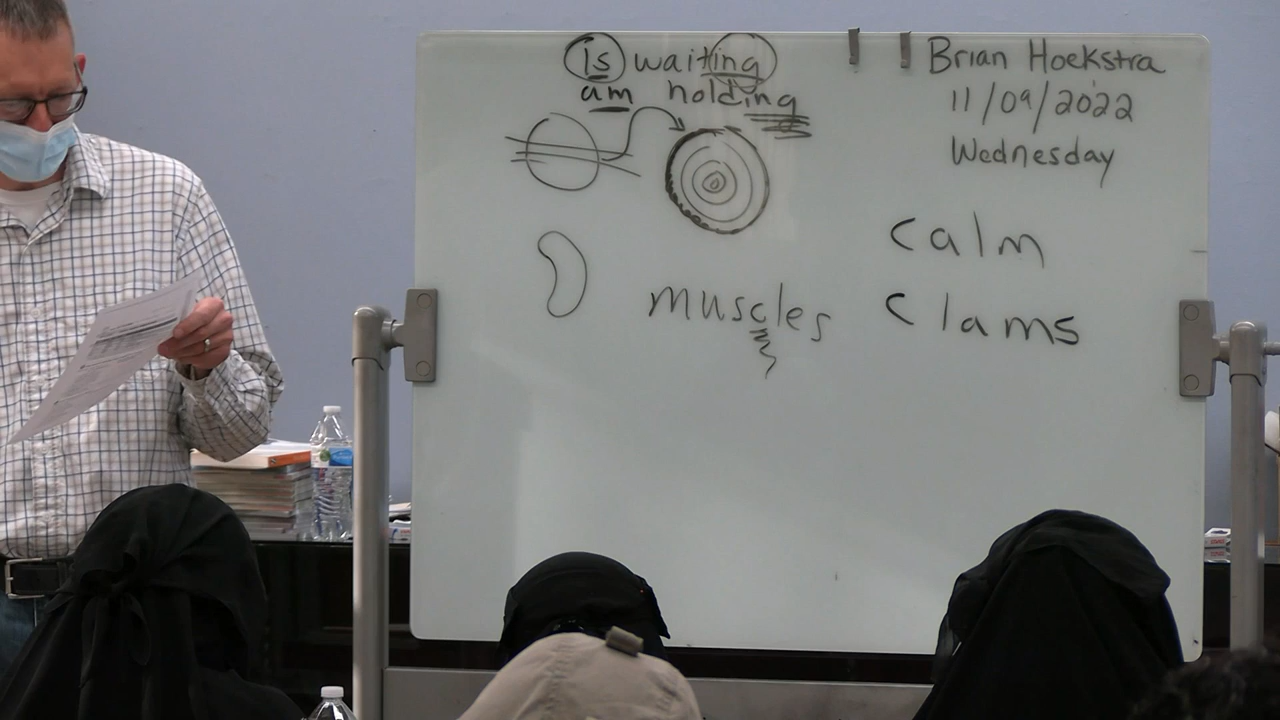 is waiting
am holding
Brian Hoekstra
11/09/2022
Wednesday
calm
muscles
clams